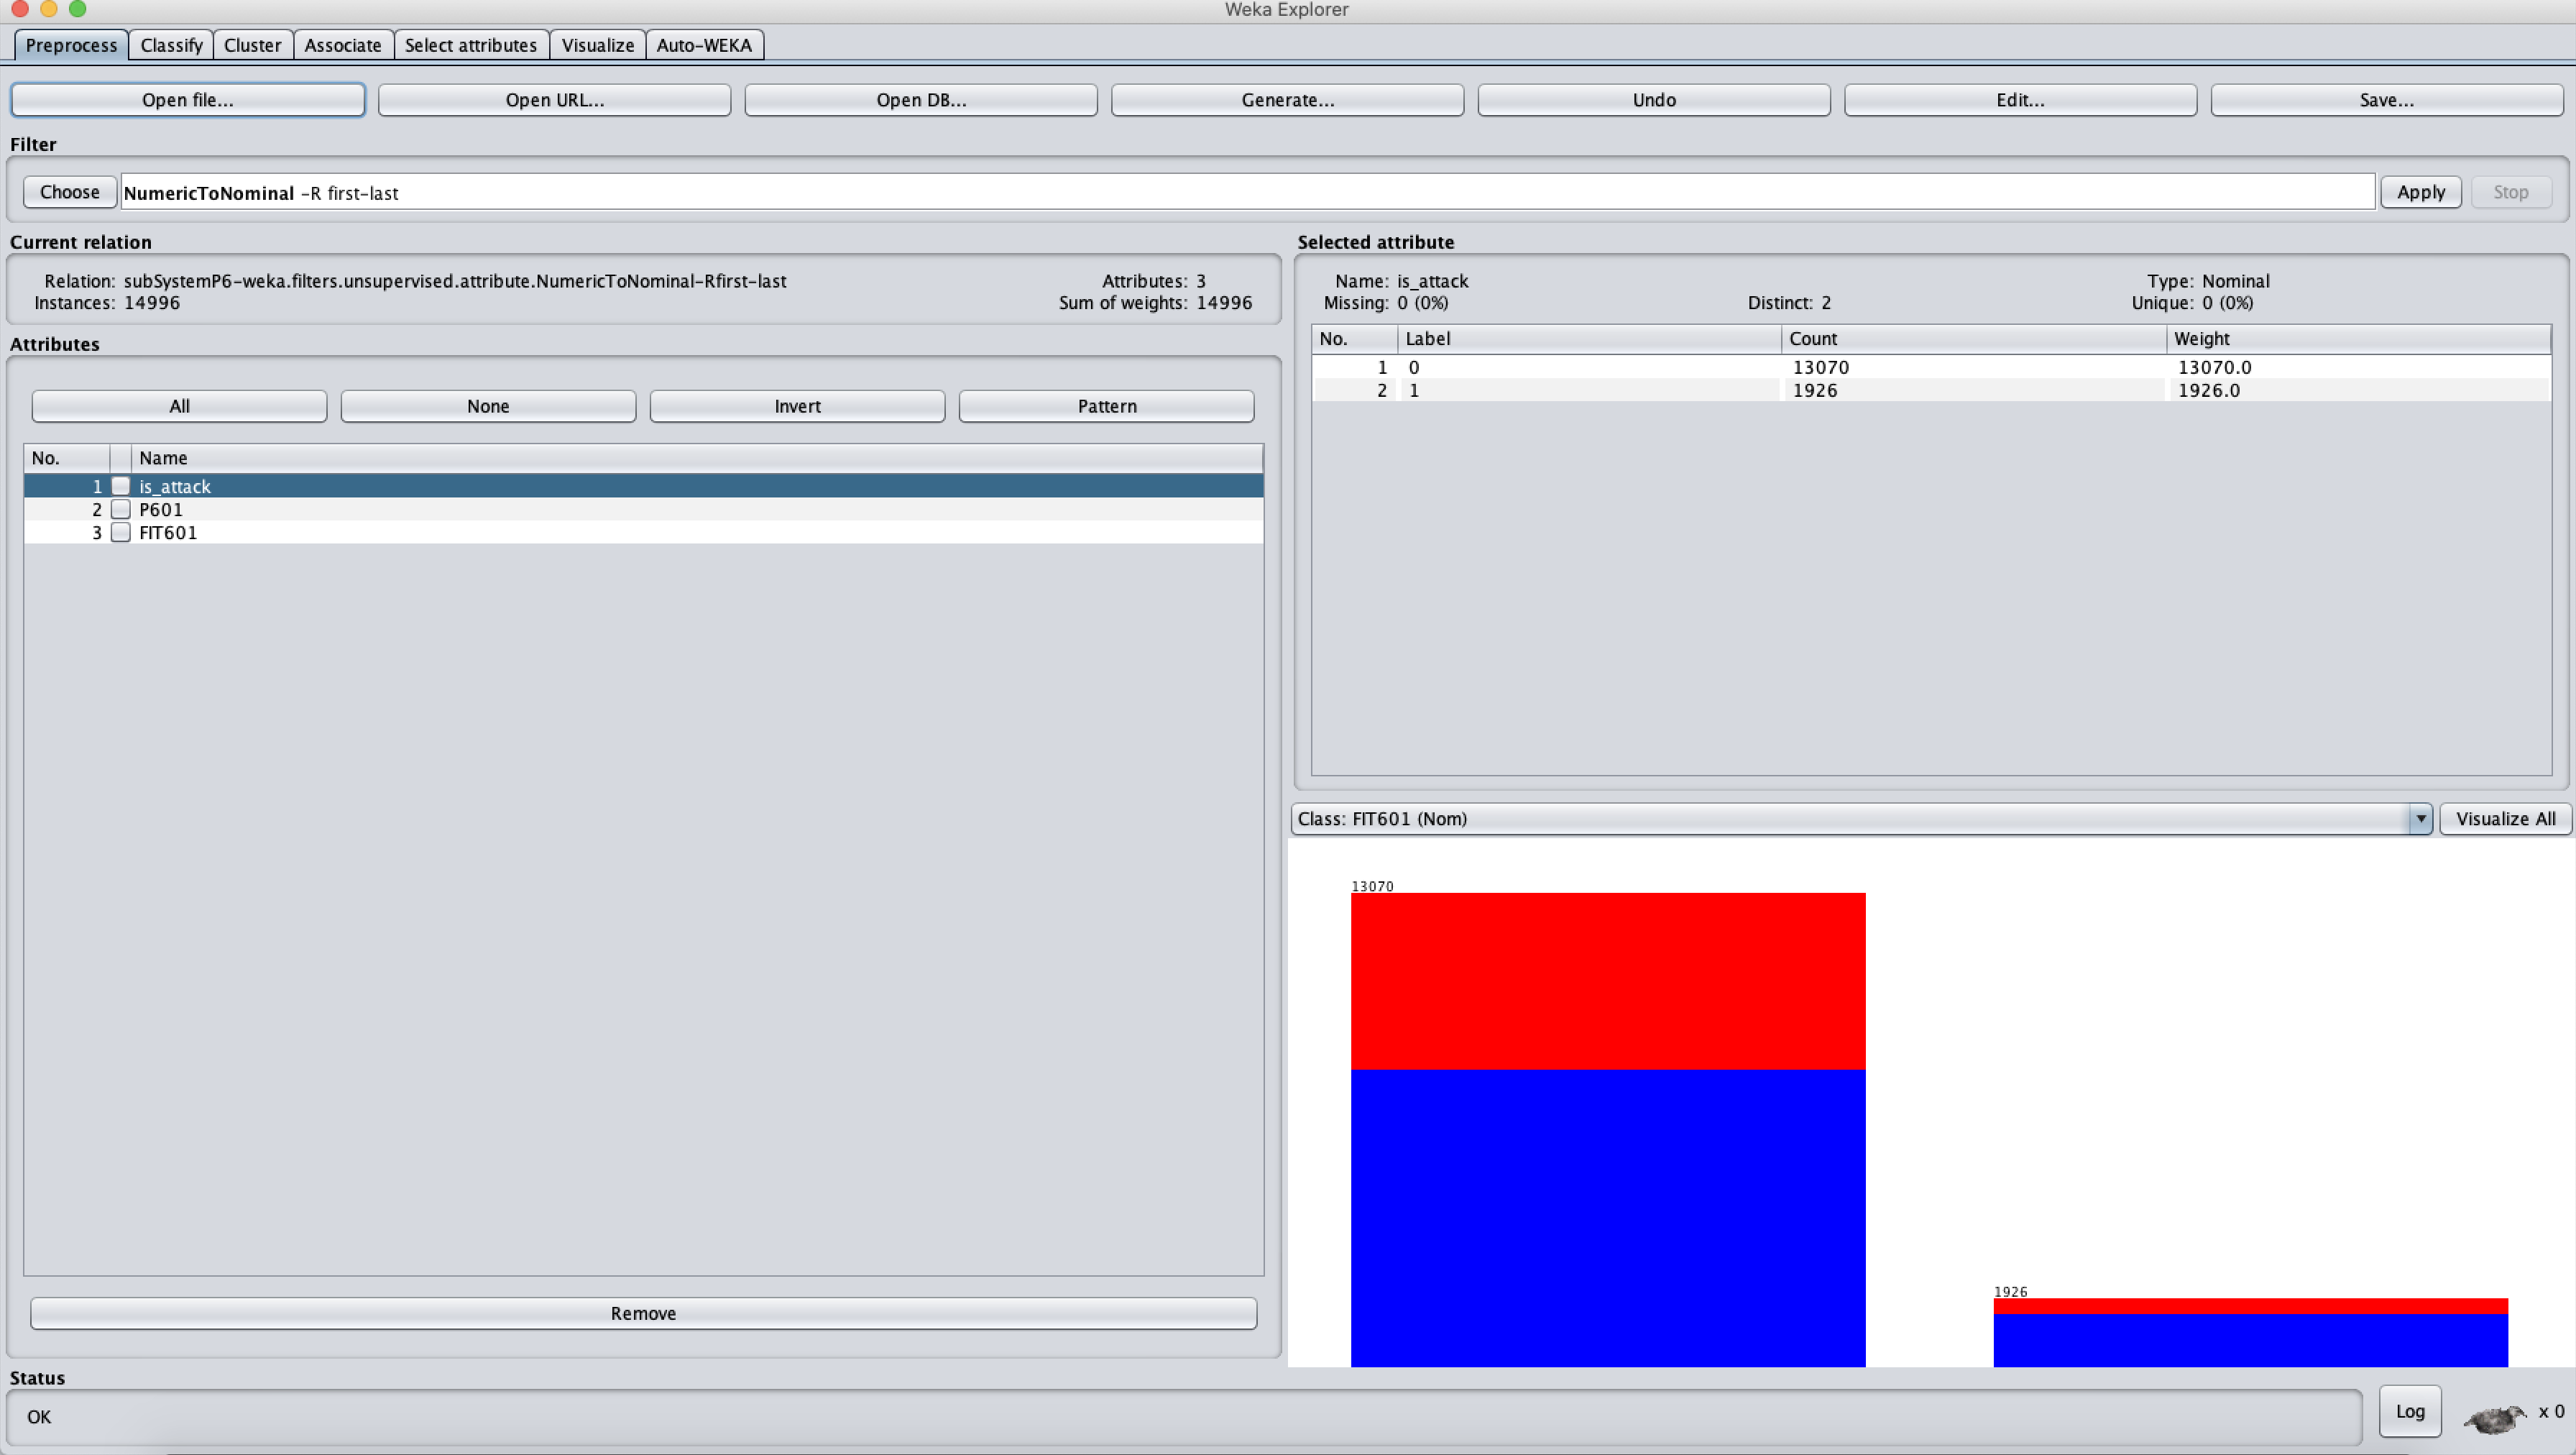 Weka Explorer
Preprocess Classify Cluster Associate Select attributes Visualize Auto-WEKA
Open file... Open URL... Open DB... Generate... Undo Edit... Save...
Filter
Choose NumericToNominal -R first-last Apply Stop
Current relation
Relation: subSystemP6-weka.filters.unsupervised.attribute.NumericToNominal-Rfirst-last Attributes: 3
Instances: 14996 Sum of weights: 14996
Attributes
All None Invert Pattern
No. Name
1 is_attack
2 P601
3 FIT601
Remove
Selected attribute
Name: is_attack Type: Nominal
Missing: 0 (0%) Distinct: 2 Unique: 0 (0%)
No. Label Count Weight
1 0 13070 13070.0
2 1 1926 1926.0
Class: FIT601 (Nom) Visualize All
13070
1926
Status
OK Log x 0